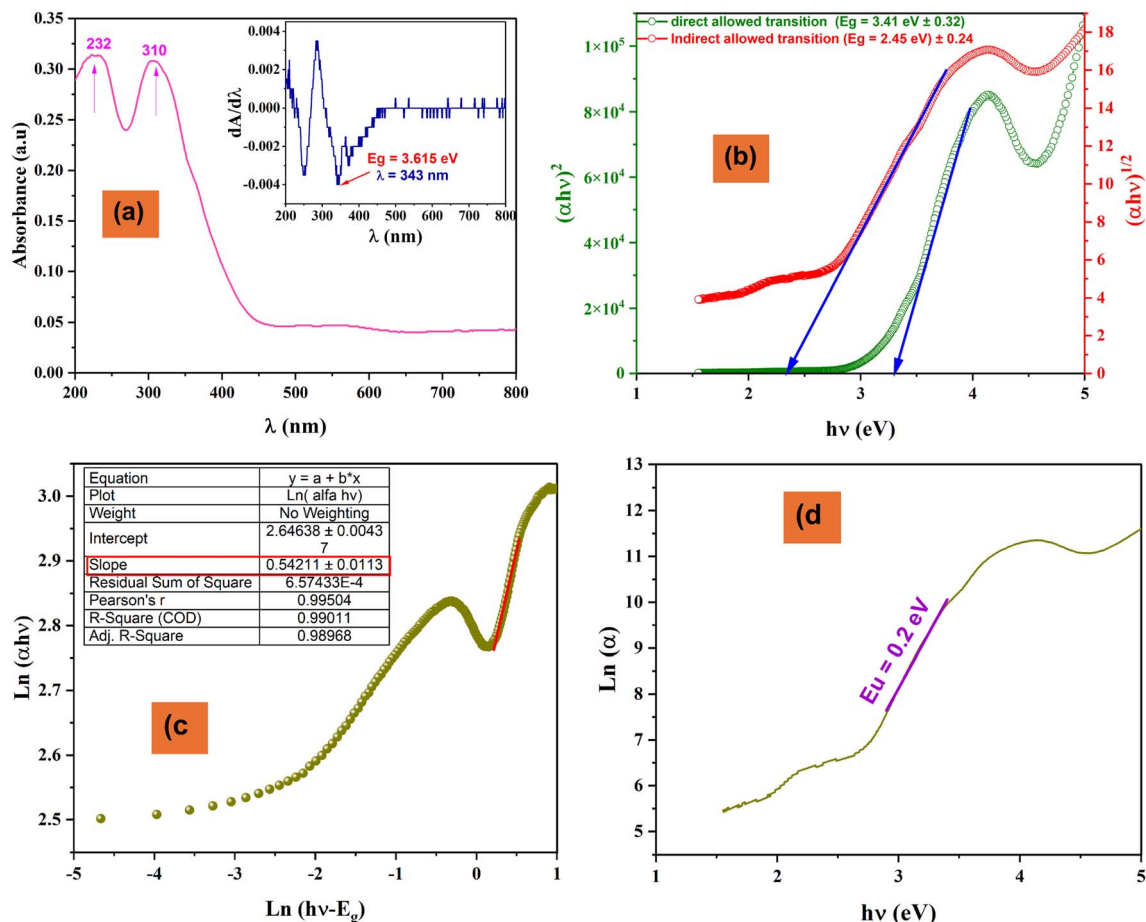 232
310
0.35
0.30
0.25
0.20
0.15
0.10
0.05
0.00
Absorbance (a.u)
200 300 400 500 600 700 800
λ (nm)
(a)
0.004
0.002
0.000
-0.002
-0.004
dA/dλ
Eg = 3.615 eV
λ = 343 nm
200 300 400 500 600 700 800
λ (nm)
direct allowed transition (Eg = 3.41 eV ± 0.32)
Indirect allowed transition (Eg = 2.45 eV) ± 0.24
1×10⁵
8×10⁴
6×10⁴
4×10⁴
2×10⁴
0
(αhν)²
(b)
18
16
14
12
10
8
6
4
2
0
(αhν)^1/2
1 2 3 4 5
hν (eV)
Equation y = a + b*x
Plot Ln( alfa hv)
Weight No Weighting
Intercept 2.64638 ± 0.0043
7
Slope 0.54211 ± 0.0113
Residual Sum of Square 6.57433E-4
Pearson's r 0.99504
R-Square (COD) 0.99011
Adj. R-Square 0.98968
3.0
2.9
2.8
2.7
2.6
2.5
Ln (αhν)
(c
-5 -4 -3 -2 -1 0 1
Ln (hν-E_g)
13
12
11
10
9
8
7
6
5
Ln (α)
(d
Eu = 0.2 eV
1 2 3 4 5
hν (eV)